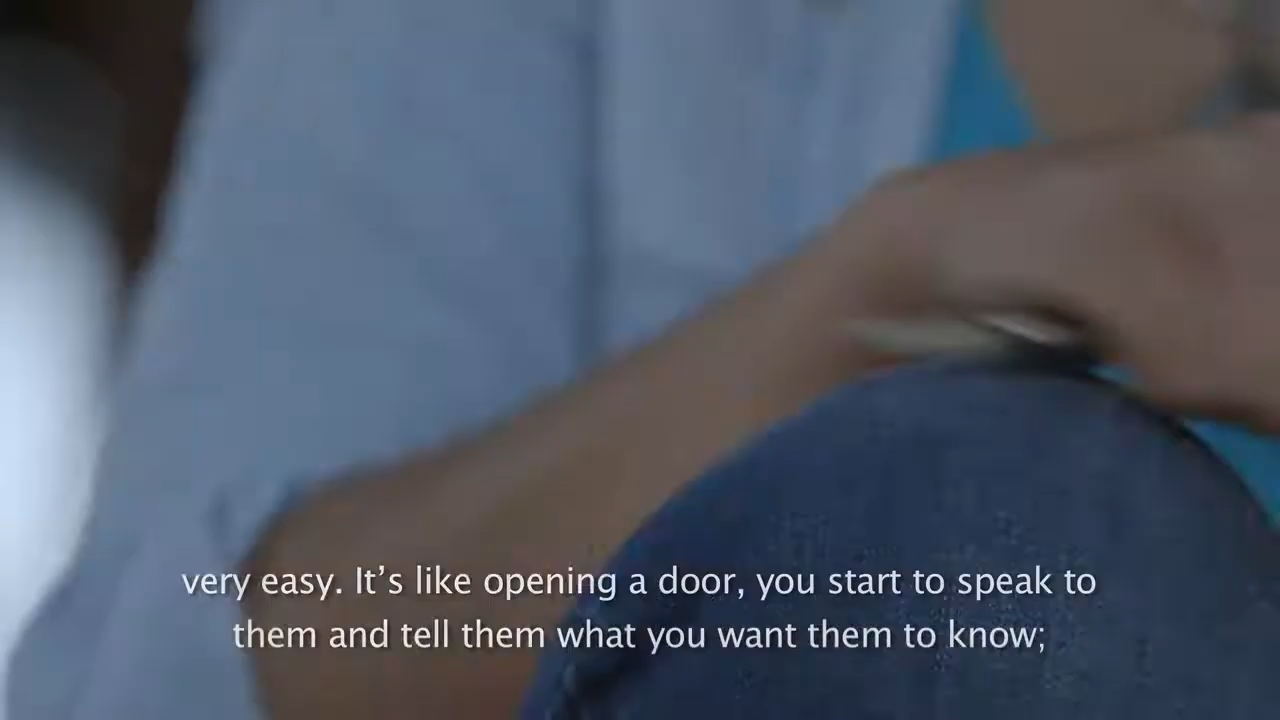 very easy. It’s like opening a door, you start to speak to
them and tell them what you want them to know;